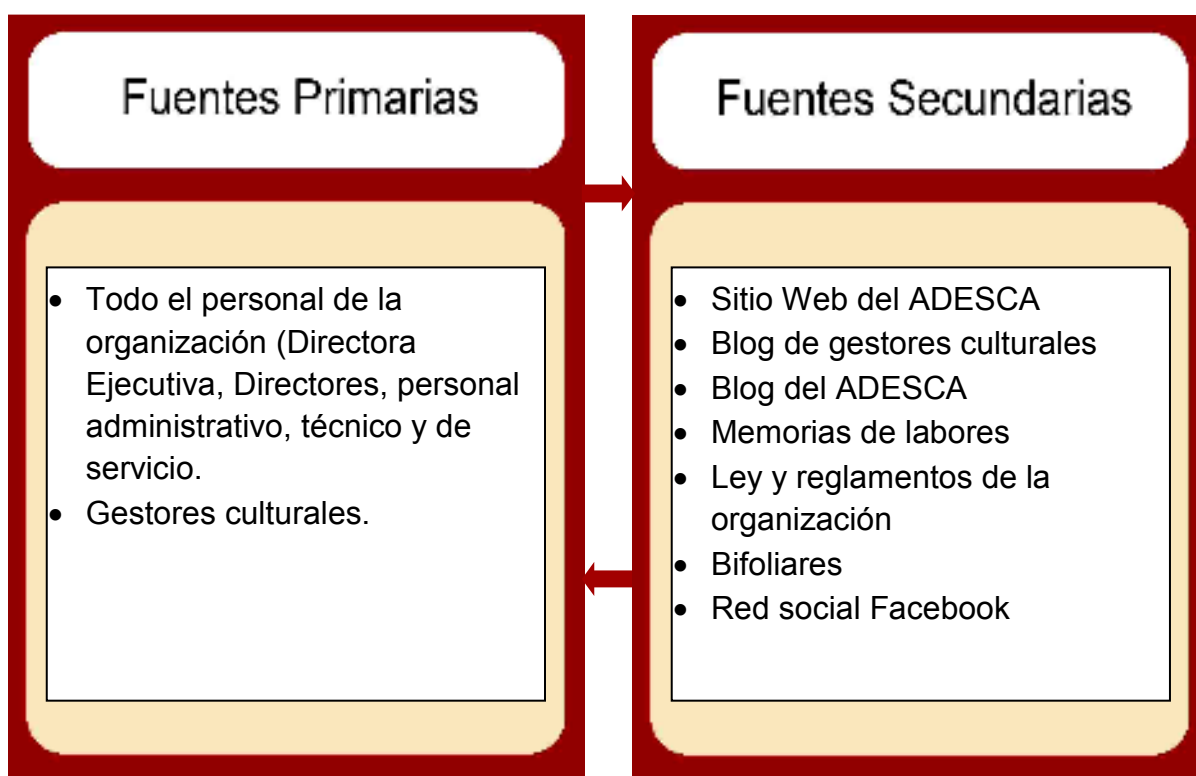 Fuentes Primarias
• Todo el personal de la
organización (Directora
Ejecutiva, Directores, personal
administrativo, técnico y de
servicio.
• Gestores culturales.
Fuentes Secundarias
• Sitio Web del ADESCA
• Blog de gestores culturales
• Blog del ADESCA
• Memorias de labores
• Ley y reglamentos de la
organización
• Bifoliares
• Red social Facebook